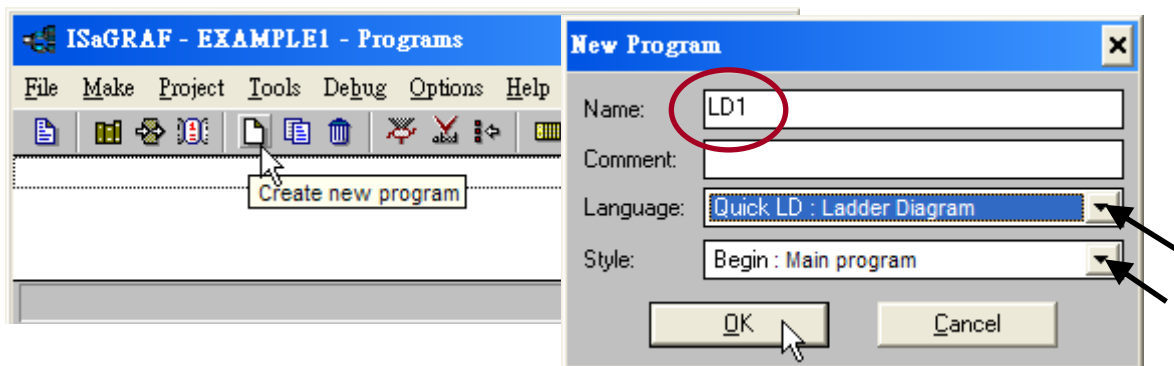 ISaGRAF - EXAMPLE1 - Programs
File Make Project Tools Debug Options Help
Create new program
New Program
Name: LD1
Comment:
Language: Quick LD : Ladder Diagram
Style: Begin : Main program
OK Cancel